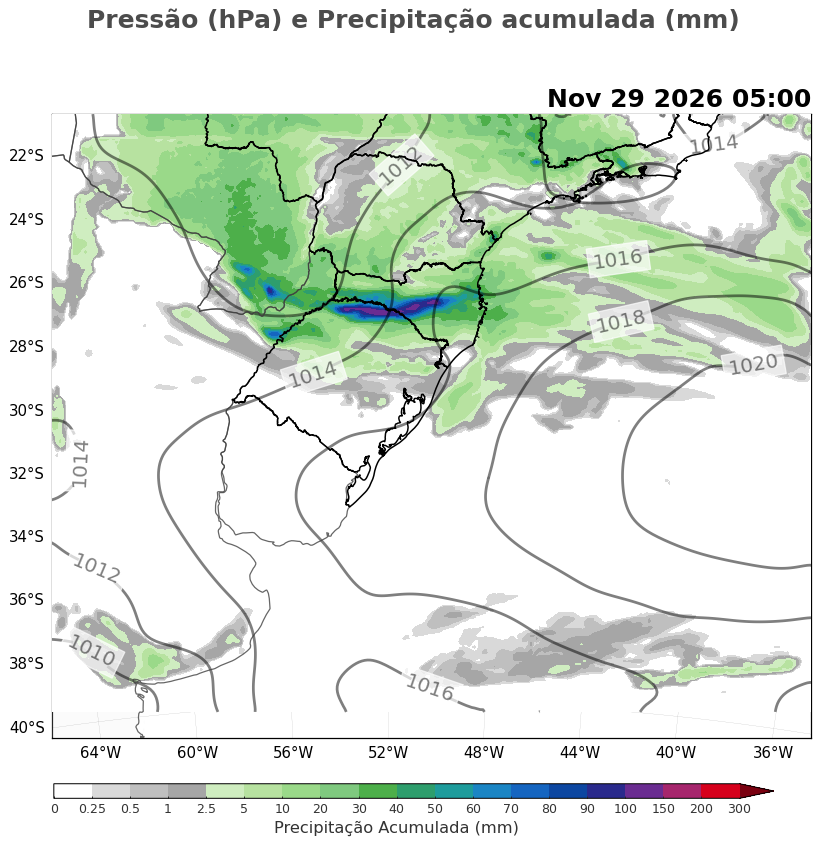 Pressão (hPa) e Precipitação acumulada (mm)
Nov 29 2026 05:00
1014
1012
22°S
24°S
1016
26°S
1018
28°S
1020
1014
30°S
1014
32°S
34°S
1012
36°S
1010
38°S
1016
40°S
64°W 60°W 56°W 52°W 48°W 44°W 40°W 36°W
0 0.25 0.5 1 2.5 5 10 20 30 40 50 60 70 80 90 100 150 200 300
Precipitação Acumulada (mm)